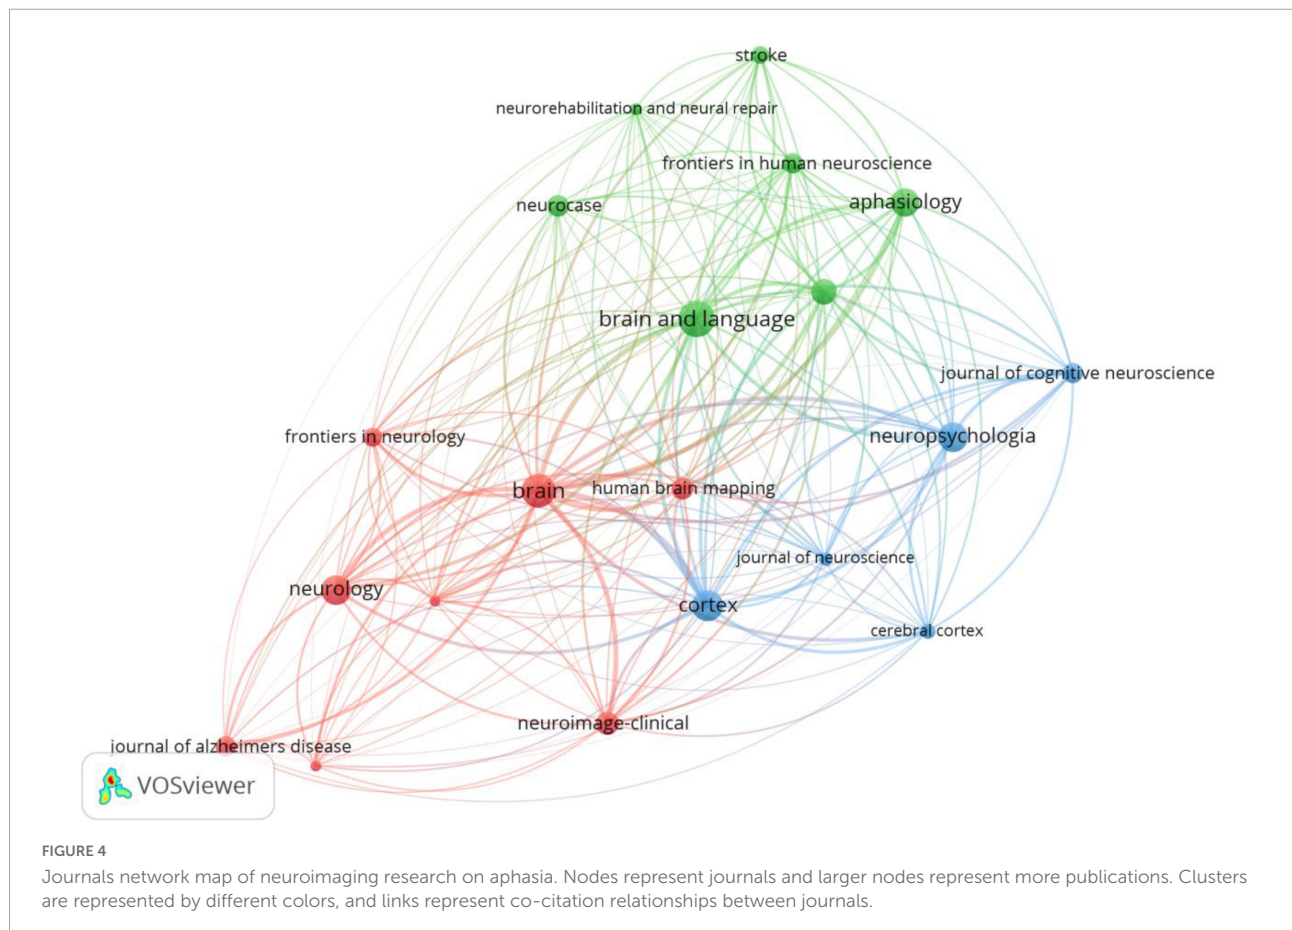 stroke
neurorehabilitation and neural repair
frontiers in human neuroscience
aphasiology
neurocase
brain and language
journal of cognitive neuroscience
neuropsychologia
frontiers in neurology
brain
human brain mapping
journal of neuroscience
neurology
cortex
cerebral cortex
neuroimage-clinical
journal of alzheimers disease
VOSviewer
FIGURE 4
Journals network map of neuroimaging research on aphasia. Nodes represent journals and larger nodes represent more publications. Clusters
are represented by different colors, and links represent co-citation relationships between journals.